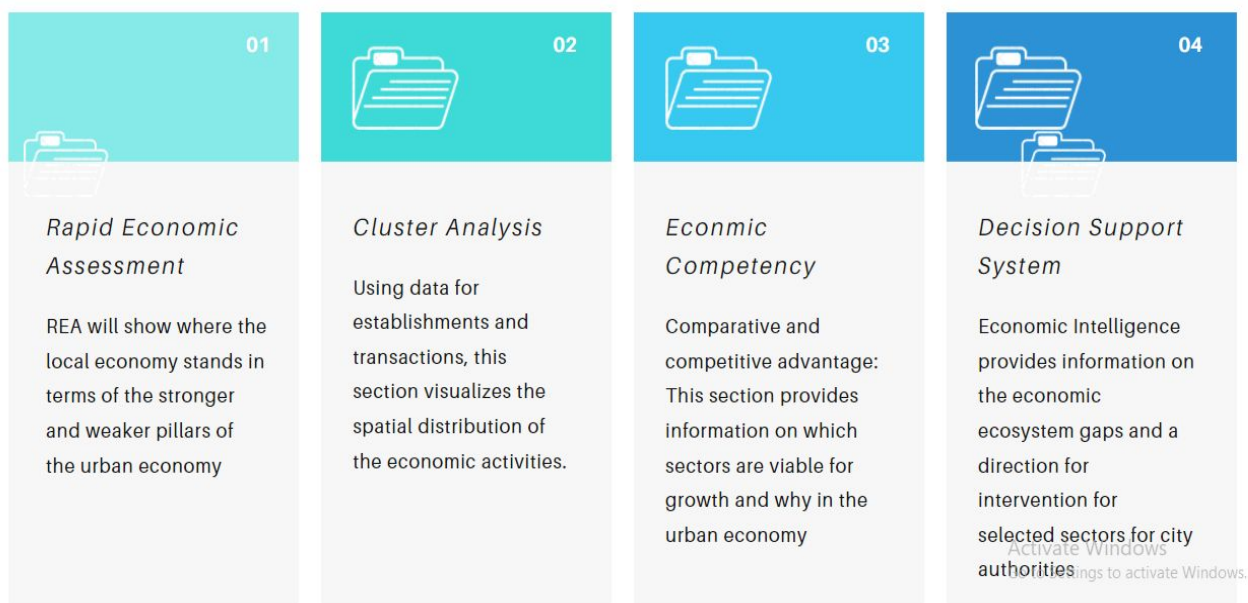 01
Rapid Economic
Assessment
REA will show where the
local economy stands in
terms of the stronger
and weaker pillars of
the urban economy
02
Cluster Analysis
Using data for
establishments and
transactions, this
section visualizes the
spatial distribution of
the economic activities.
03
Econmic
Competency
Comparative and
competitive advantage:
This section provides
information on which
sectors are viable for
growth and why in the
urban economy
04
Decision Support
System
Economic Intelligence
provides information on
the economic
ecosystem gaps and a
direction for
intervention for
selected sectors for city
authorities
Activate Windows
Go to Settings to activate Windows.